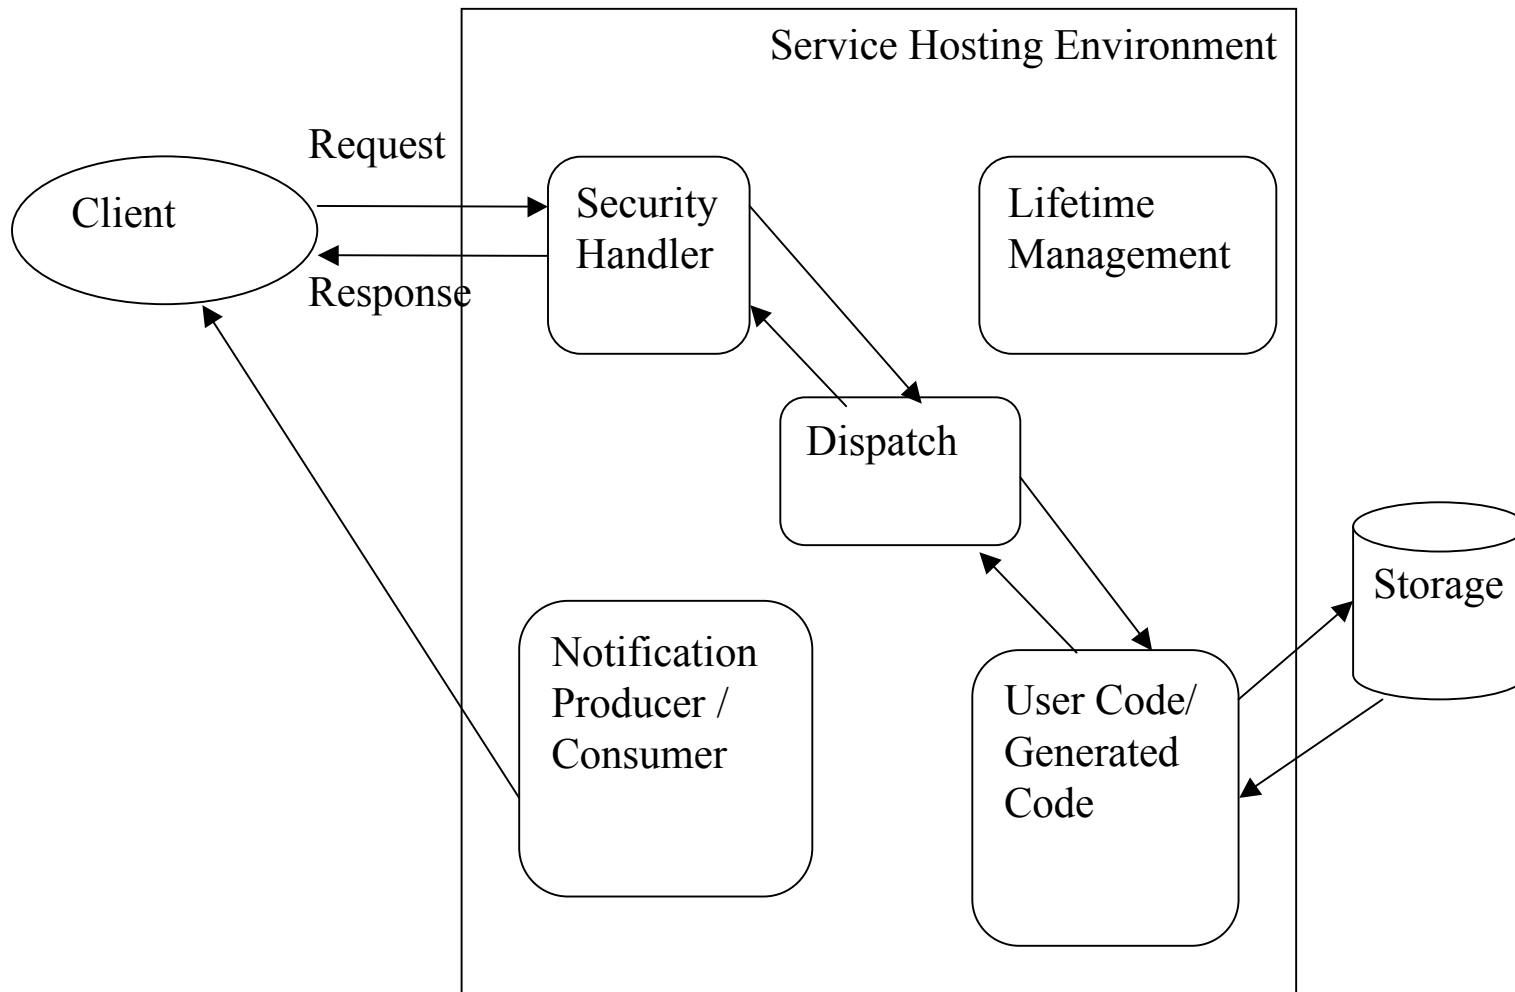 Service Hosting Environment
Request
Client
Security
Handler
Lifetime
Management
Response
Dispatch
Storage
Notification
Producer /
Consumer
User Code/
Generated
Code